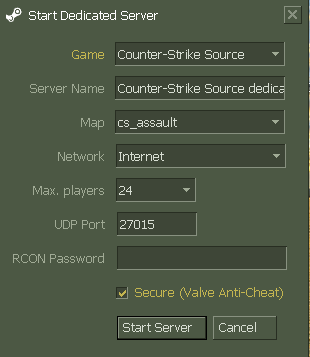 Start Dedicated Server
Game Counter-Strike Source
Server Name Counter-Strike Source dedica
Map cs_assault
Network Internet
Max. players 24
UDP Port 27015
RCON Password
Secure (Valve Anti-Cheat)
Start Server Cancel